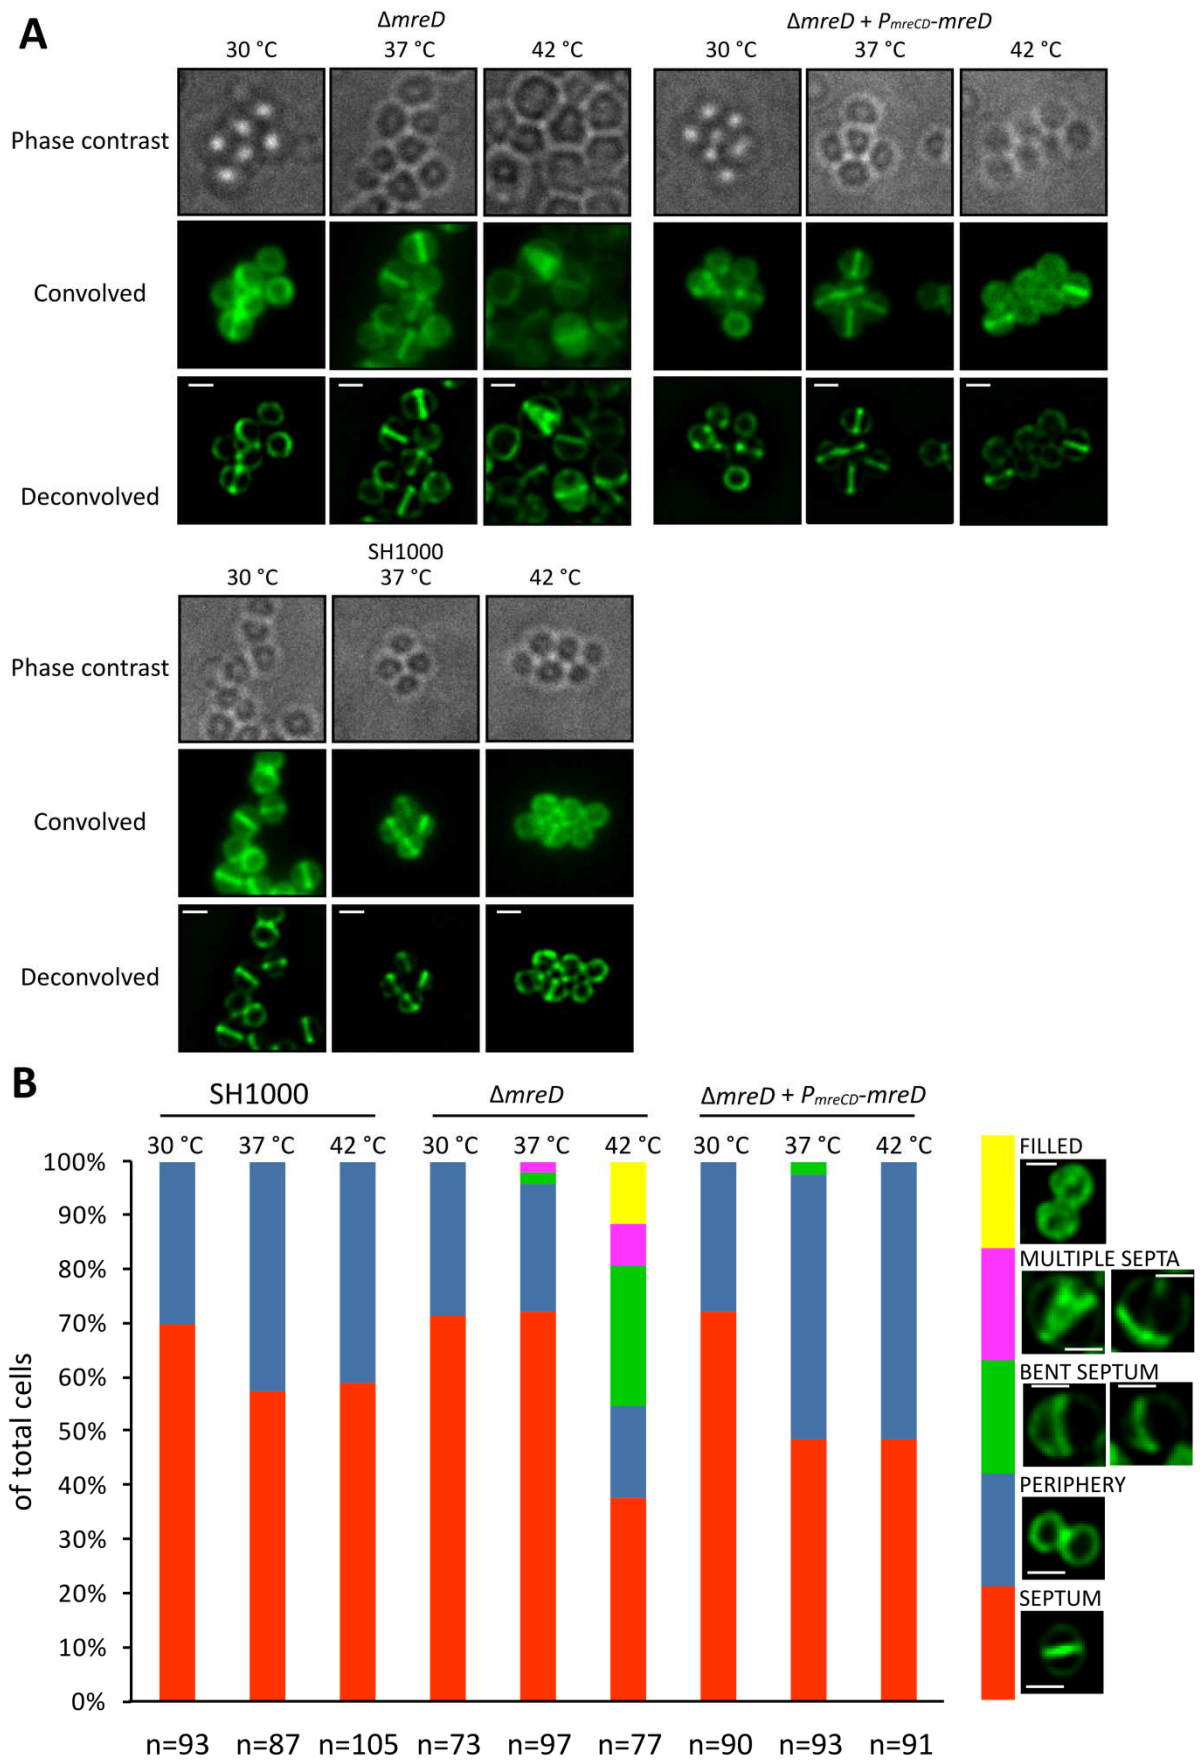 A
ΔmreD
ΔmreD + PmreCD-mreD
30 °C 37 °C 42 °C 30 °C 37 °C 42 °C
Phase contrast
Convolved
Deconvolved
SH1000
30 °C 37 °C 42 °C
Phase contrast
Convolved
Deconvolved
B
SH1000 ΔmreD ΔmreD + PmreCD-mreD
30 °C 37 °C 42 °C 30 °C 37 °C 42 °C 30 °C 37 °C 42 °C
100%
90%
80%
70%
60%
50%
40%
30%
20%
10%
0%
of total cells
n=93 n=87 n=105 n=73 n=97 n=77 n=90 n=93 n=91
FILLED
MULTIPLE SEPTA
BENT SEPTUM
PERIPHERY
SEPTUM